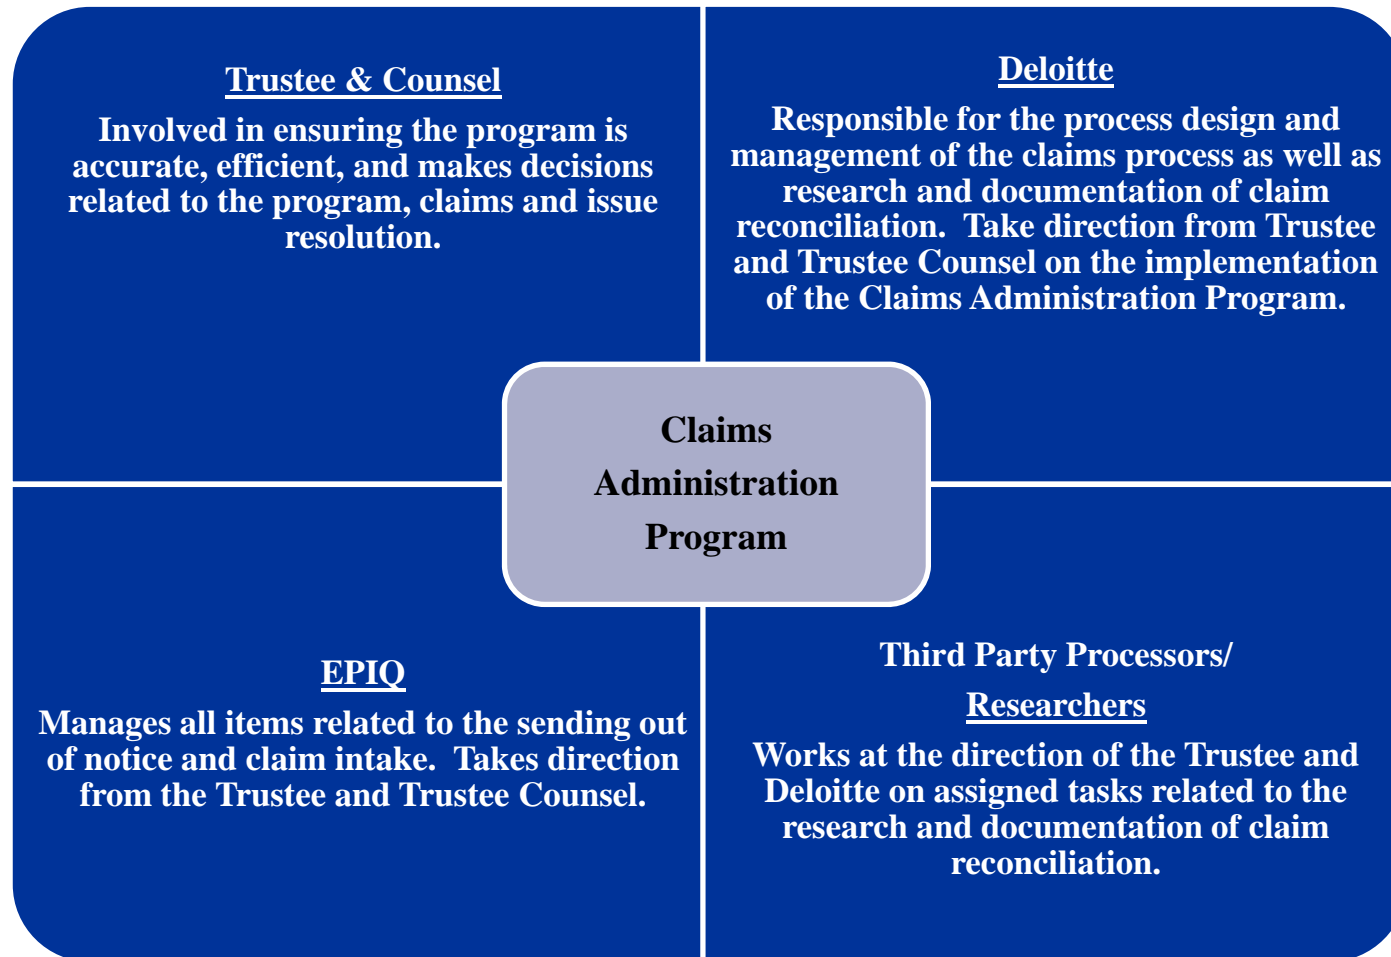 Trustee & Counsel
Involved in ensuring the program is
accurate, efficient, and makes decisions
related to the program, claims and issue
resolution.
Deloitte
Responsible for the process design and
management of the claims process as well as
research and documentation of claim
reconciliation.  Take direction from Trustee
and Trustee Counsel on the implementation
of the Claims Administration Program.
Claims
Administration
Program
EPIQ
Manages all items related to the sending out
of notice and claim intake.  Takes direction
from the Trustee and Trustee Counsel.
Third Party Processors/
Researchers
Works at the direction of the Trustee and
Deloitte on assigned tasks related to the
research and documentation of claim
reconciliation.